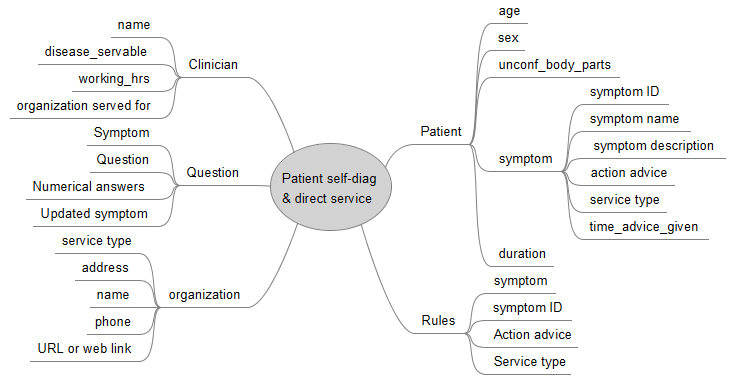 Patient self-diag
& direct service
Clinician
name
disease_servable
working_hrs
organization served for
Question
Symptom
Question
Numerical answers
Updated symptom
organization
service type
address
name
phone
URL or web link
Patient
age
sex
unconf_body_parts
symptom
symptom ID
symptom name
symptom description
action advice
service type
time_advice_given
duration
Rules
symptom
symptom ID
Action advice
Service type